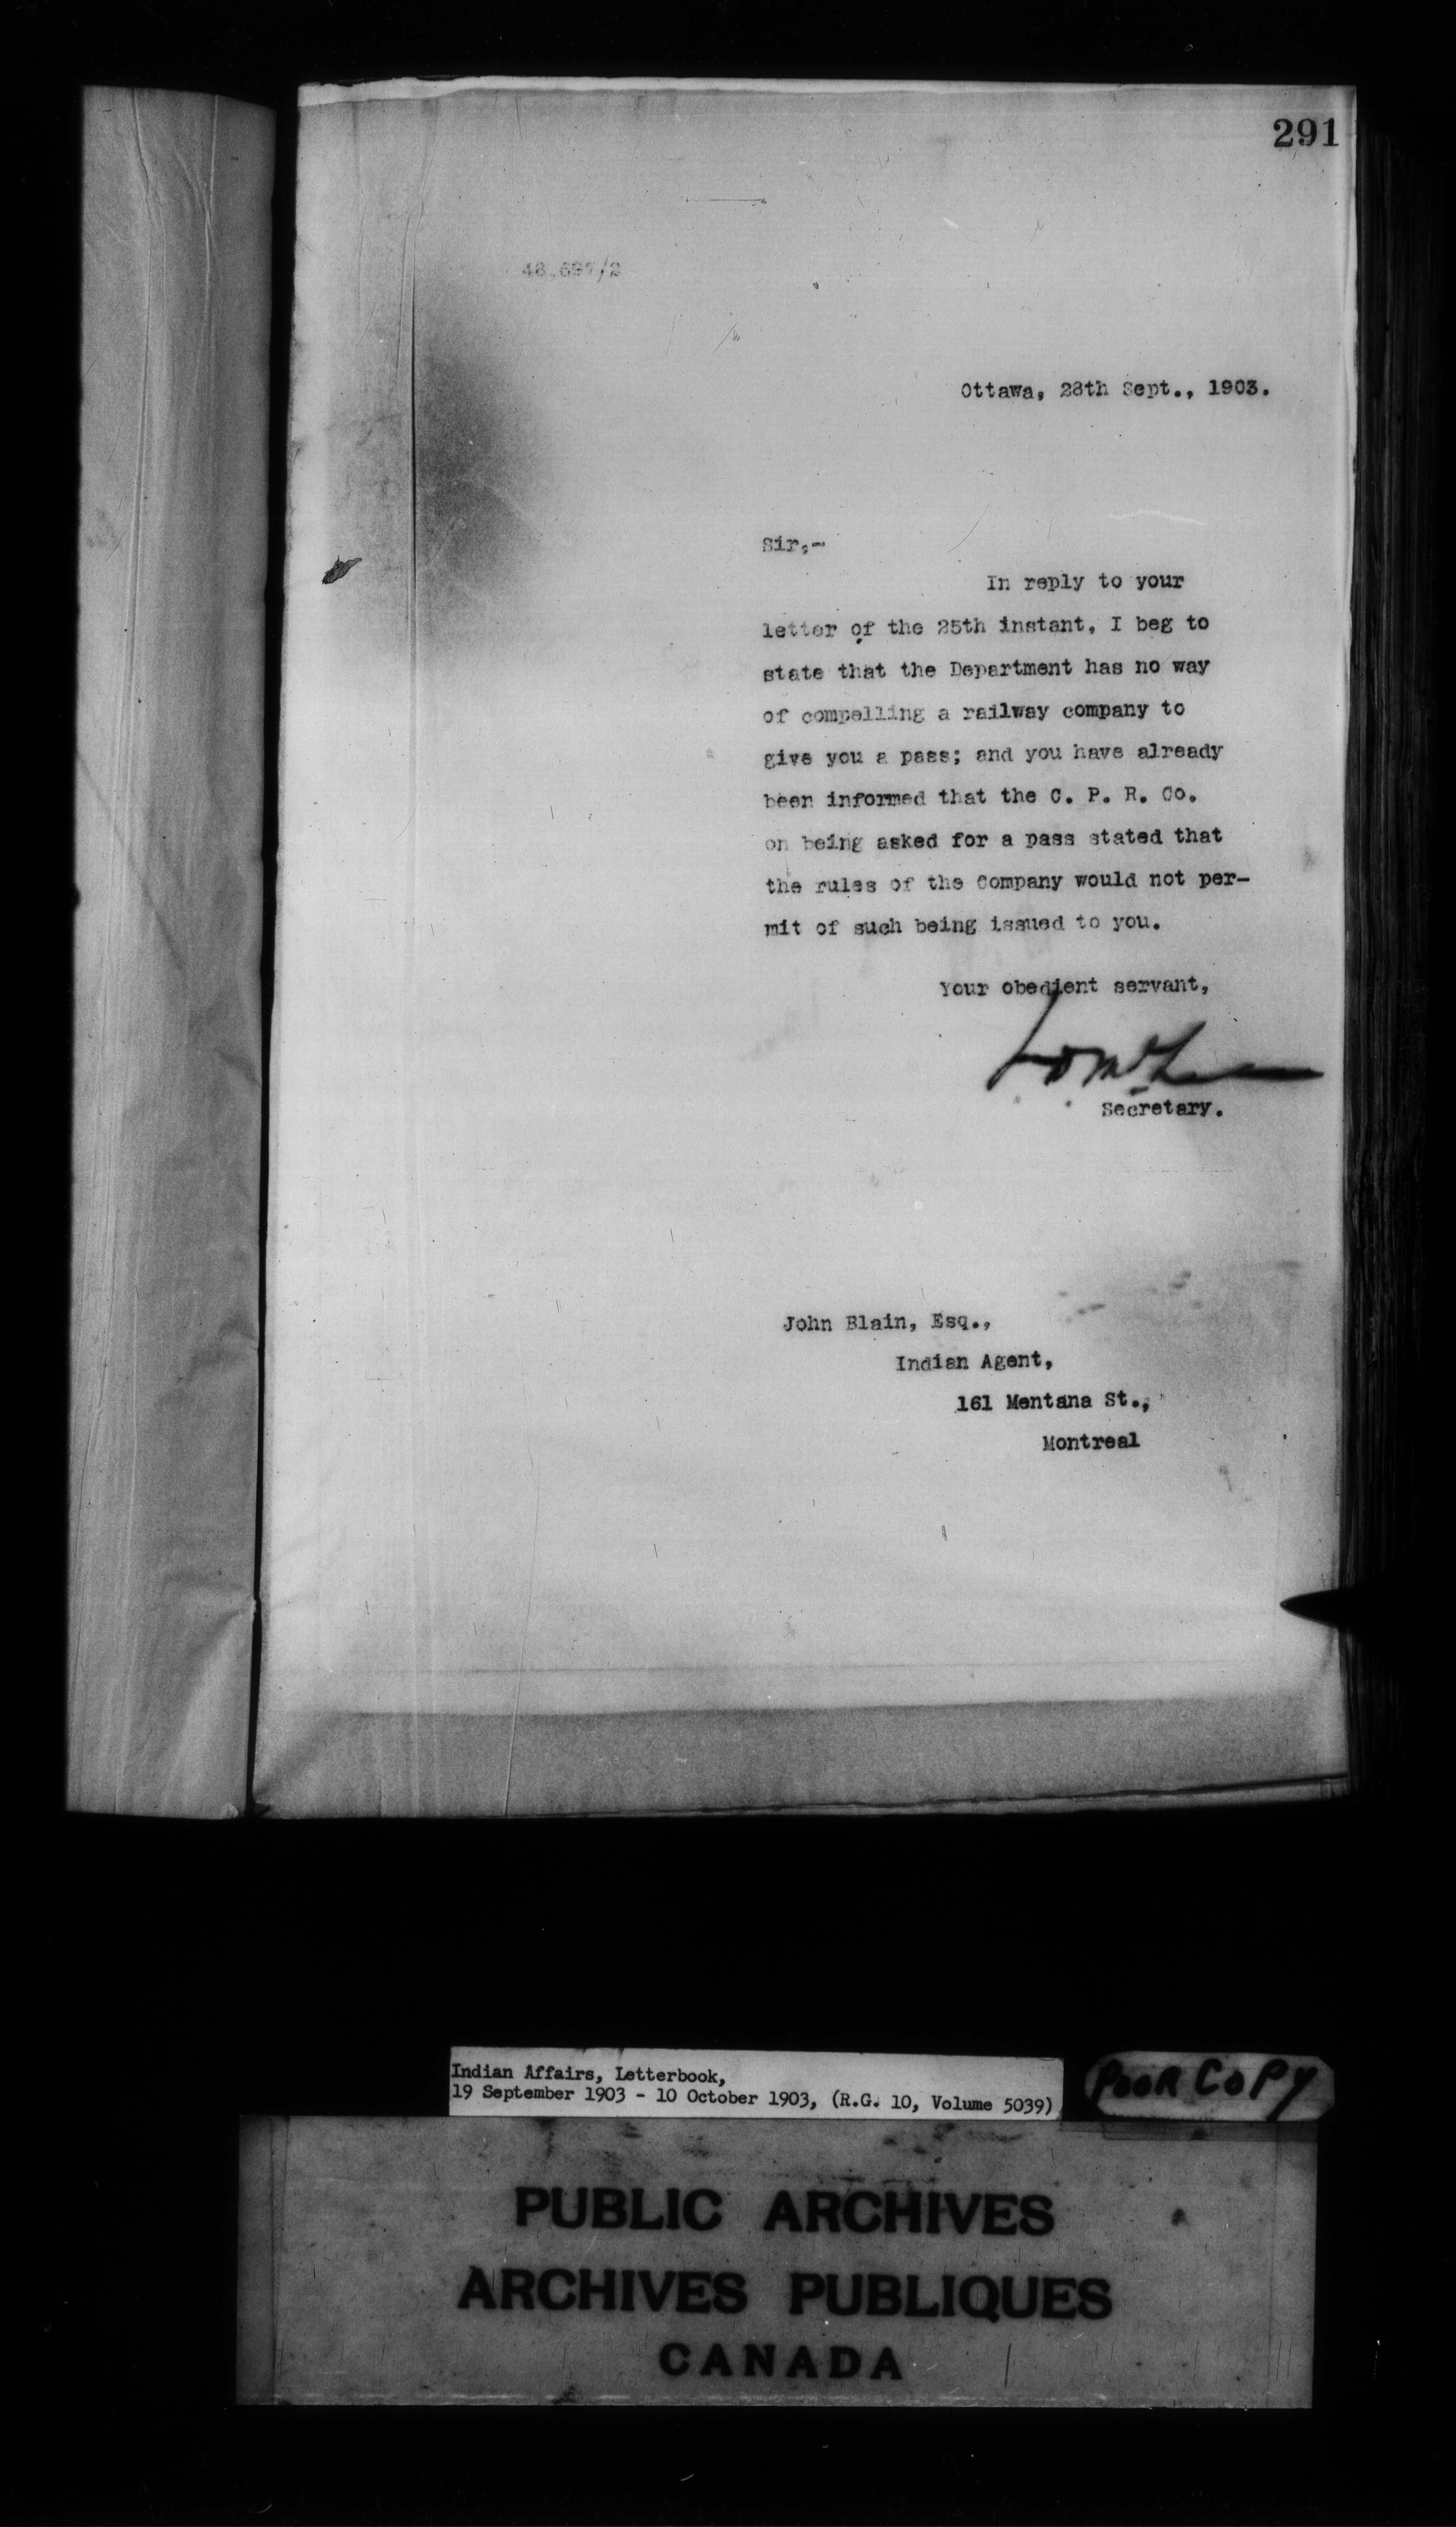 291
48,697/2
Ottawa, 28th Sept., 1903.
Sir,-
In reply to your
letter of the 25th instant, I beg to
state that the Department has no way
of compelling a railway company to
give you a pass; and you have already
been informed that the C. P. R. Co.
on being asked for a pass stated that
the rules of the Company would not per-
mit of such being issued to you.
Your obedient servant,
Secretary.
John Blain, Esq.,
Indian Agent,
161 Mentana St.,
Montreal
Indian Affairs, Letterbook,
19 September 1903 - 10 October 1903, (R.G. 10, Volume 5039)
POOR COPY
PUBLIC ARCHIVES
ARCHIVES PUBLIQUES
CANADA